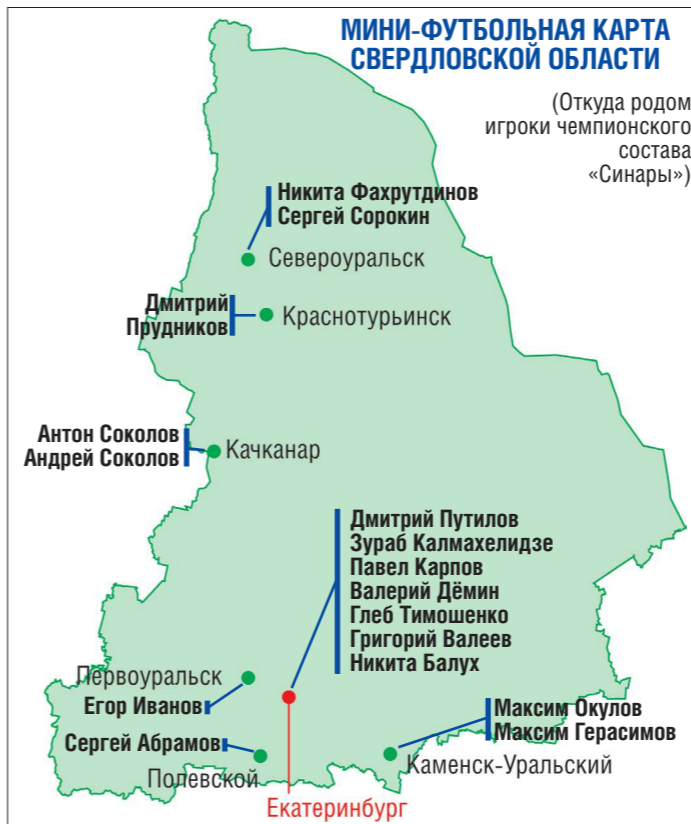 МИНИ-ФУТБОЛЬНАЯ КАРТА
СВЕРДЛОВСКОЙ ОБЛАСТИ
(Откуда родом
игроки чемпионского
состава
«Синары»)
Никита Фахрутдинов
Сергей Сорокин
Североуральск
Дмитрий
Прудников
Краснотурьинск
Антон Соколов
Андрей Соколов
Качканар
Дмитрий Путилов
Зураб Калмахелидзе
Павел Карпов
Валерий Дёмин
Глеб Тимошенко
Григорий Валеев
Никита Балух
Первоуральск
Егор Иванов
Сергей Абрамов
Полевской
Максим Окулов
Максим Герасимов
Каменск-Уральский
Екатеринбург